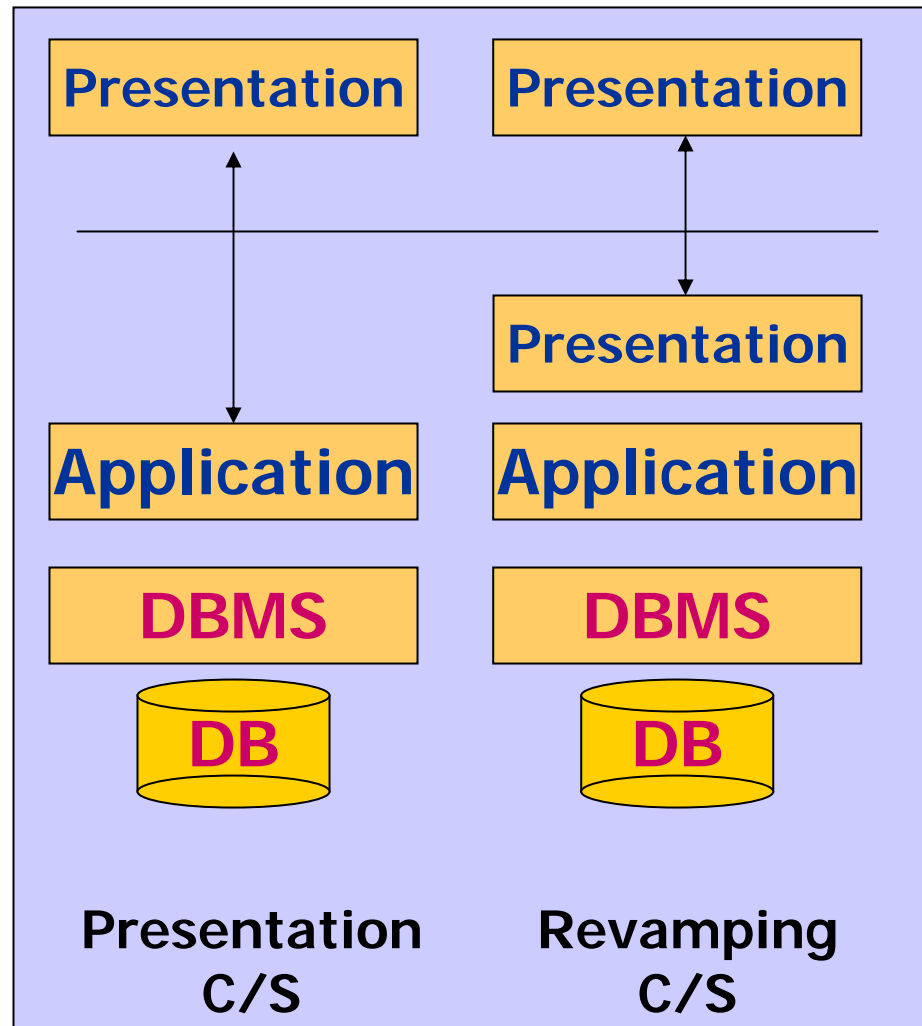 Presentation
Presentation
Presentation
Application
Application
DBMS
DBMS
DB
DB
Presentation
C/S
Revamping
C/S